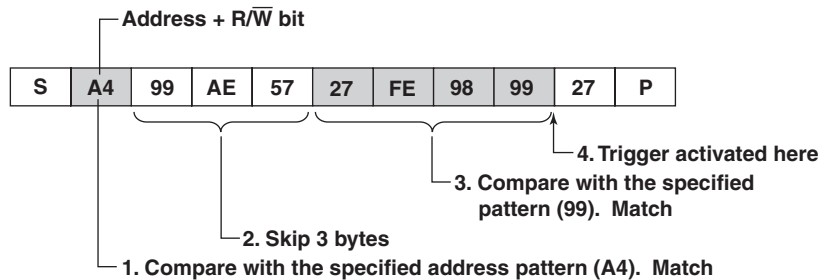 Address + R/W̅ bit
S A4 99 AE 57 27 FE 98 99 27 P
4. Trigger activated here
3. Compare with the specified
pattern (99). Match
2. Skip 3 bytes
1. Compare with the specified address pattern (A4). Match